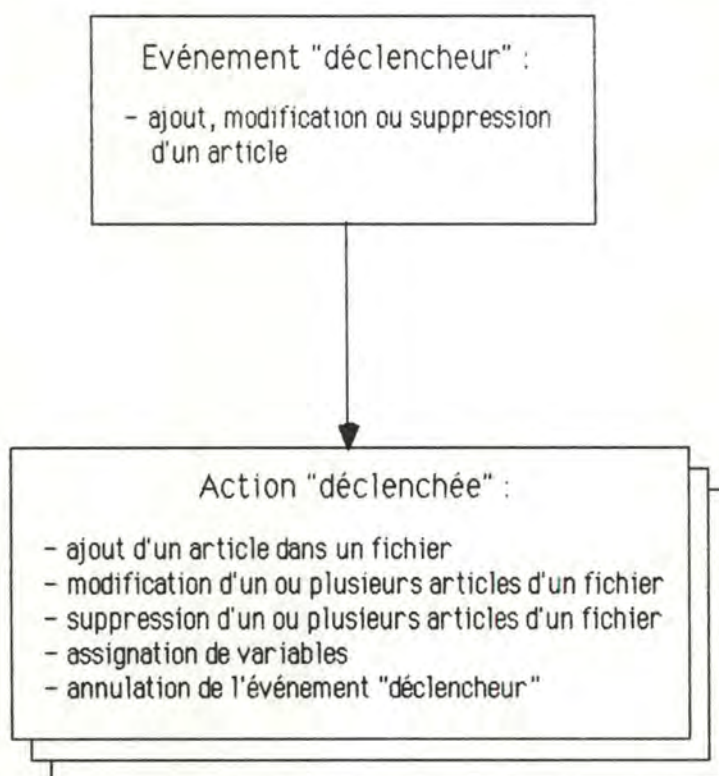 Evénement "déclencheur" :
- ajout, modification ou suppression
d'un article
Action "déclenchée" :
- ajout d'un article dans un fichier
- modification d'un ou plusieurs articles d'un fichier
- suppression d'un ou plusieurs articles d'un fichier
- assignation de variables
- annulation de l'événement "déclencheur"